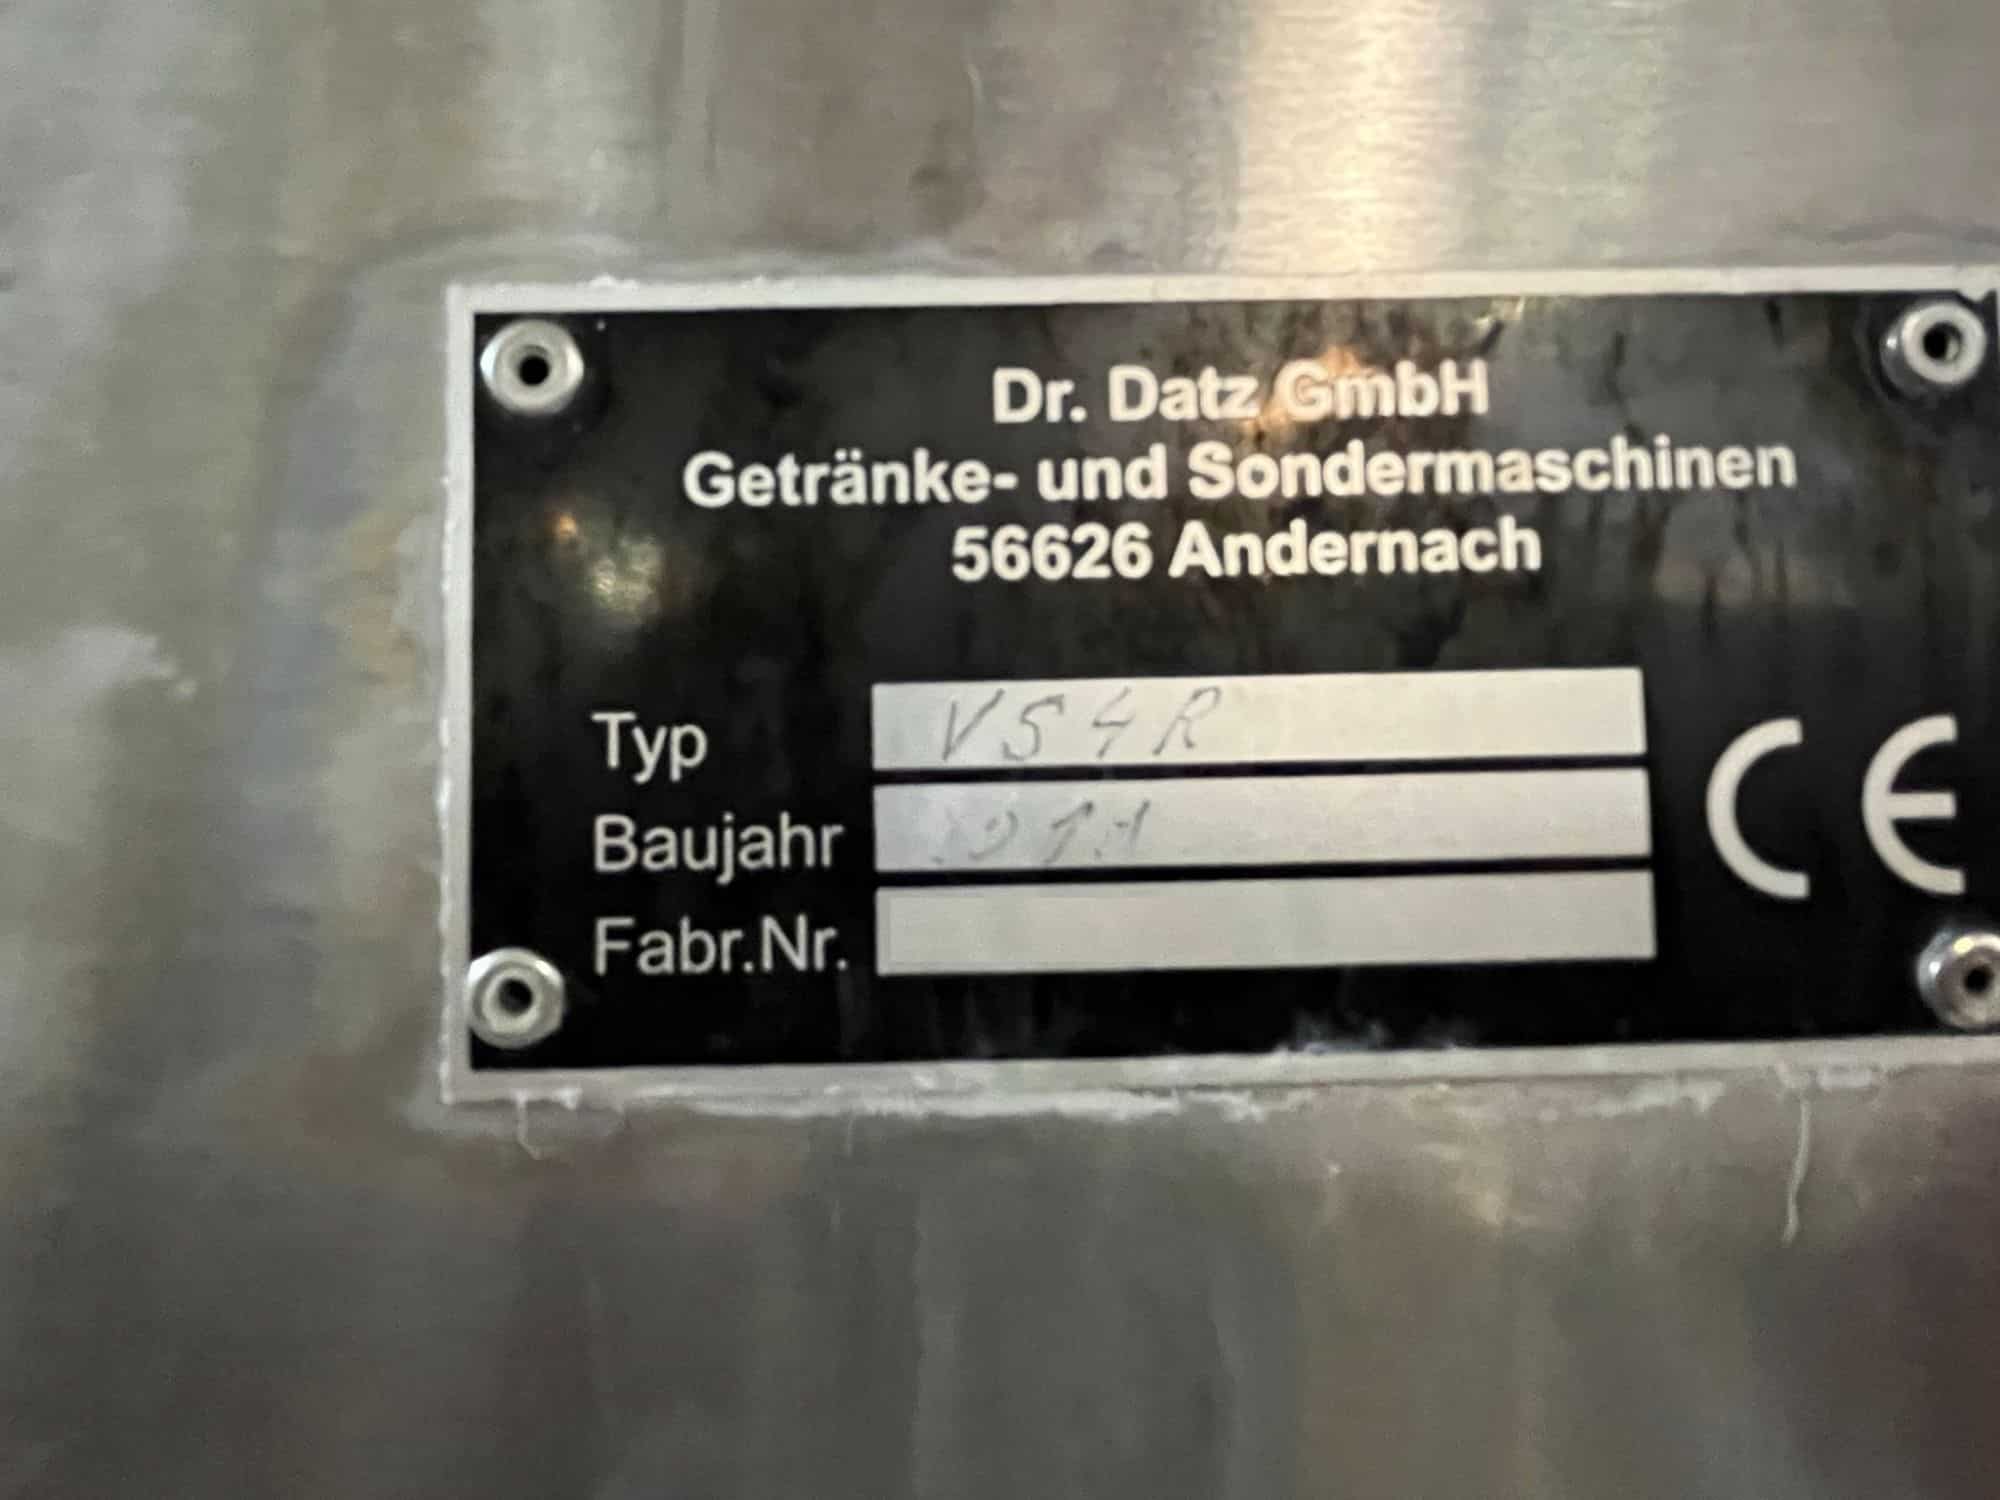 Dr. Datz GmbH
Getränke- und Sondermaschinen
56626 Andernach
Typ VS4R
Baujahr
Fabr.Nr.
CE